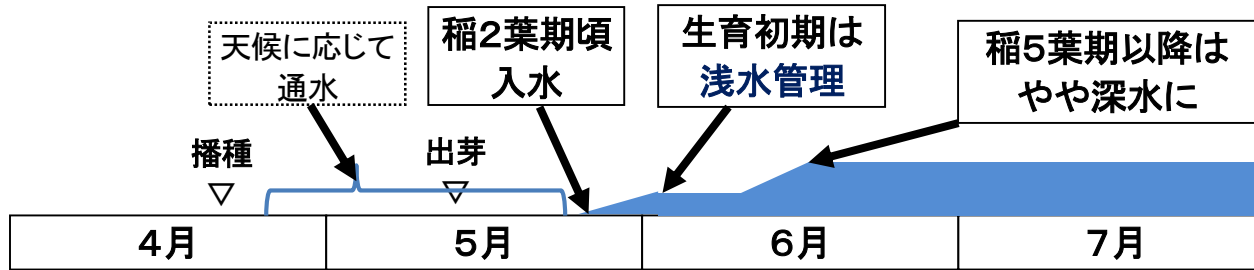 天候に応じて
通水
稲2葉期頃
入水
生育初期は
浅水管理
稲5葉期以降は
やや深水に
播種
出芽
4月
5月
6月
7月